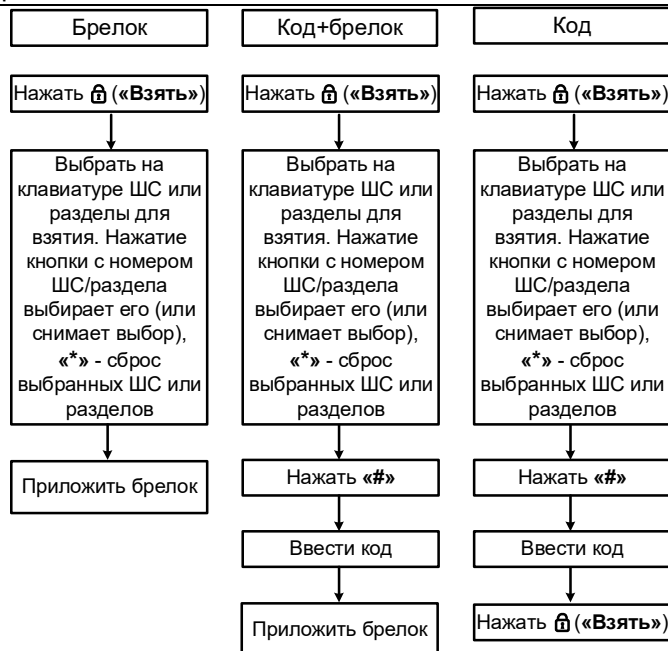 Брелок
Нажать 🔒 («Взять»)
Выбрать на
клавиатуре ШС или
разделы для
взятия. Нажатие
кнопки с номером
ШС/раздела
выбирает его (или
снимает выбор),
«*» - сброс
выбранных ШС или
разделов
Приложить брелок
Код+брелок
Нажать 🔒 («Взять»)
Выбрать на
клавиатуре ШС или
разделы для
взятия. Нажатие
кнопки с номером
ШС/раздела
выбирает его (или
снимает выбор),
«*» - сброс
выбранных ШС или
разделов
Нажать «#»
Ввести код
Приложить брелок
Код
Нажать 🔒 («Взять»)
Выбрать на
клавиатуре ШС или
разделы для
взятия. Нажатие
кнопки с номером
ШС/раздела
выбирает его (или
снимает выбор),
«*» - сброс
выбранных ШС или
разделов
Нажать «#»
Ввести код
Нажать 🔒 («Взять»)